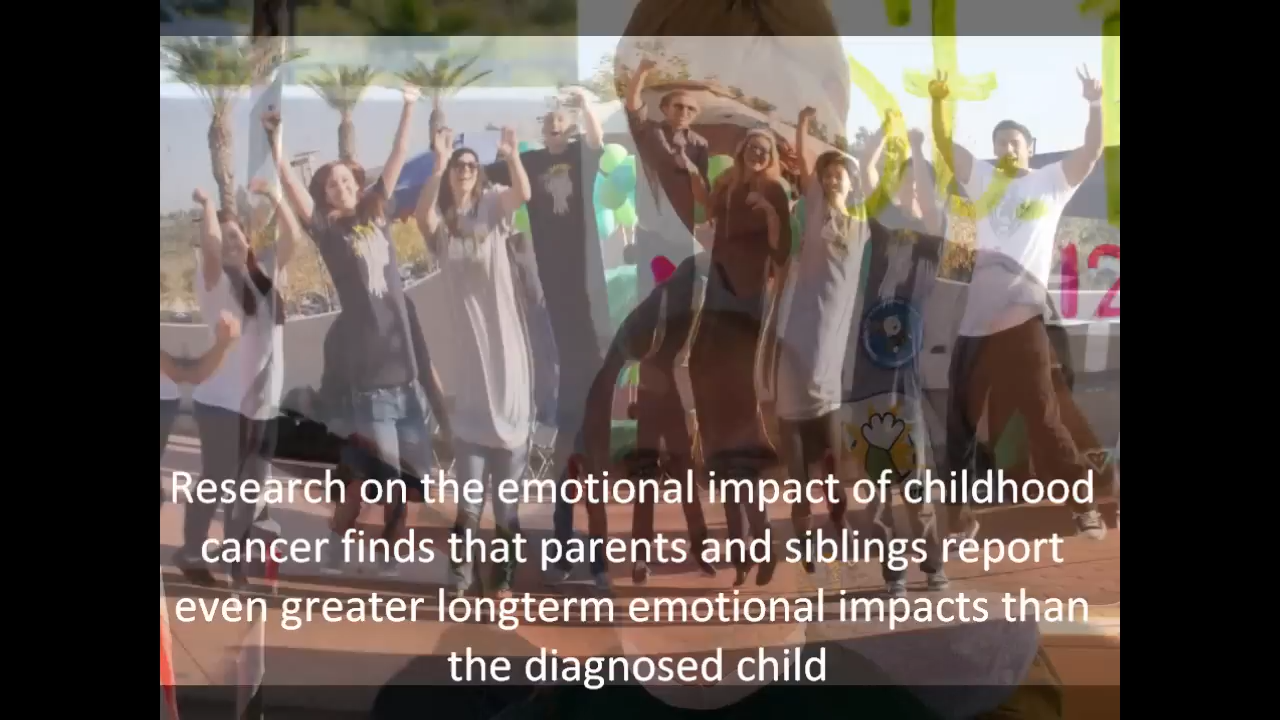 12
Research on the emotional impact of childhood
cancer finds that parents and siblings report
even greater longterm emotional impacts than
the diagnosed child